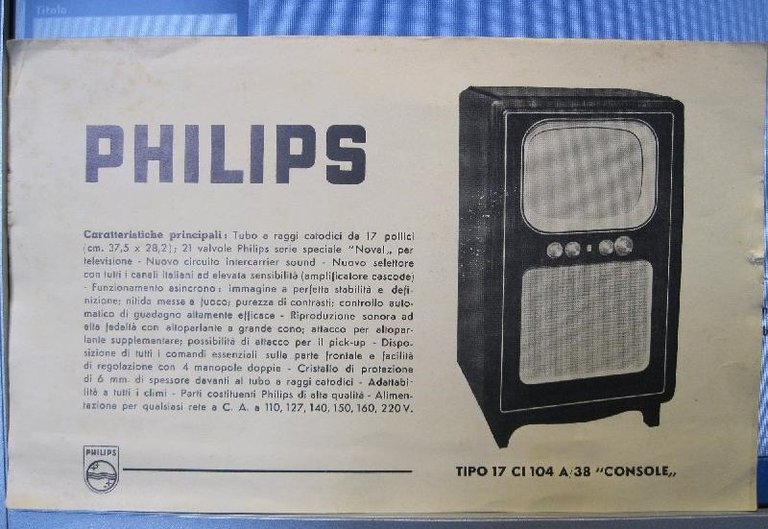 Titolo
PHILIPS
Caratteristiche principali: Tubo a raggi catodici da 17 pollici
(cm. 37,5 x 28,2); 21 valvole Philips serie speciale "Noval„ per
televisione - Nuovo circuito intercarrier sound - Nuovo selettore
con tutti i canali italiani ad elevata sensibilità (amplificatore cascode)
- Funzionamento asincrono: immagine a perfetta stabilità e defi-
nizione; nitida messa a fuoco; purezza di contrasti; controllo auto-
matico di guadagno altamente efficace - Riproduzione sonora ad
alta fedeltà con altoparlante a grande cono; attacco per altopar-
lante supplementare; possibilità di attacco per il pick-up - Dispo-
sizione di tutti i comandi essenziali sulla parte frontale e facilità
di regolazione con 4 manopole doppie - Cristallo di protezione
di 6 mm. di spessore davanti al tubo a raggi catodici - Adattabi-
lità a tutti i climi - Parti costituenti Philips di alta qualità - Alimen-
tazione per qualsiasi rete a C. A. a 110, 127, 140, 150, 160, 220 V.
PHILIPS
TIPO 17 CI 104 A/38 "CONSOLE„